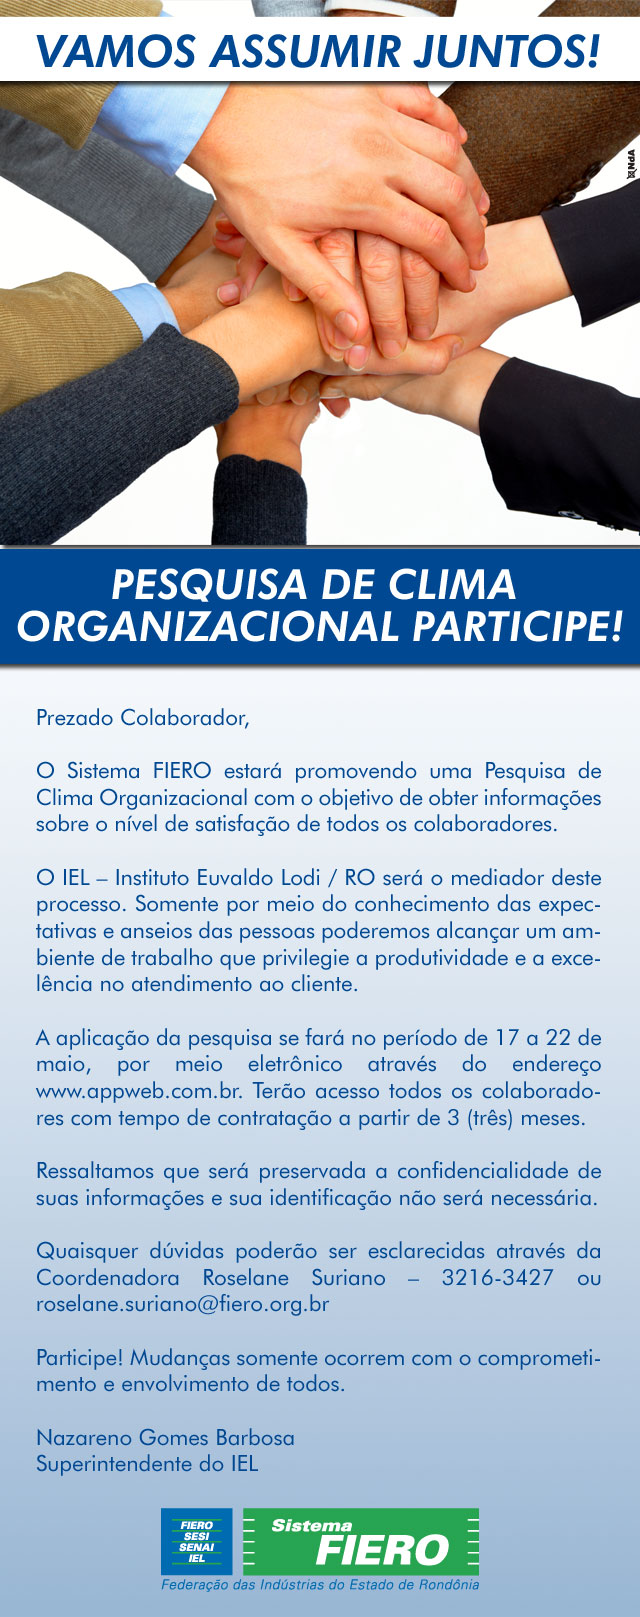 VAMOS ASSUMIR JUNTOS!
APN
PESQUISA DE CLIMA
ORGANIZACIONAL PARTICIPE!
Prezado Colaborador,
O Sistema FIERO estará promovendo uma Pesquisa de
Clima Organizacional com o objetivo de obter informações
sobre o nível de satisfação de todos os colaboradores.
O IEL – Instituto Euvaldo Lodi / RO será o mediador deste
processo. Somente por meio do conhecimento das expec-
tativas e anseios das pessoas poderemos alcançar um am-
biente de trabalho que privilegie a produtividade e a exce-
lência no atendimento ao cliente.
A aplicação da pesquisa se fará no período de 17 a 22 de
maio, por meio eletrônico através do endereço
www.appweb.com.br. Terão acesso todos os colaborado-
res com tempo de contratação a partir de 3 (três) meses.
Ressaltamos que será preservada a confidencialidade de
suas informações e sua identificação não será necessária.
Quaisquer dúvidas poderão ser esclarecidas através da
Coordenadora Roselane Suriano – 3216-3427 ou
roselane.suriano@fiero.org.br
Participe! Mudanças somente ocorrem com o comprometi-
mento e envolvimento de todos.
Nazareno Gomes Barbosa
Superintendente do IEL
FIERO
SESI
SENAI
IEL
Sistema
FIERO
Federação das Indústrias do Estado de Rondônia